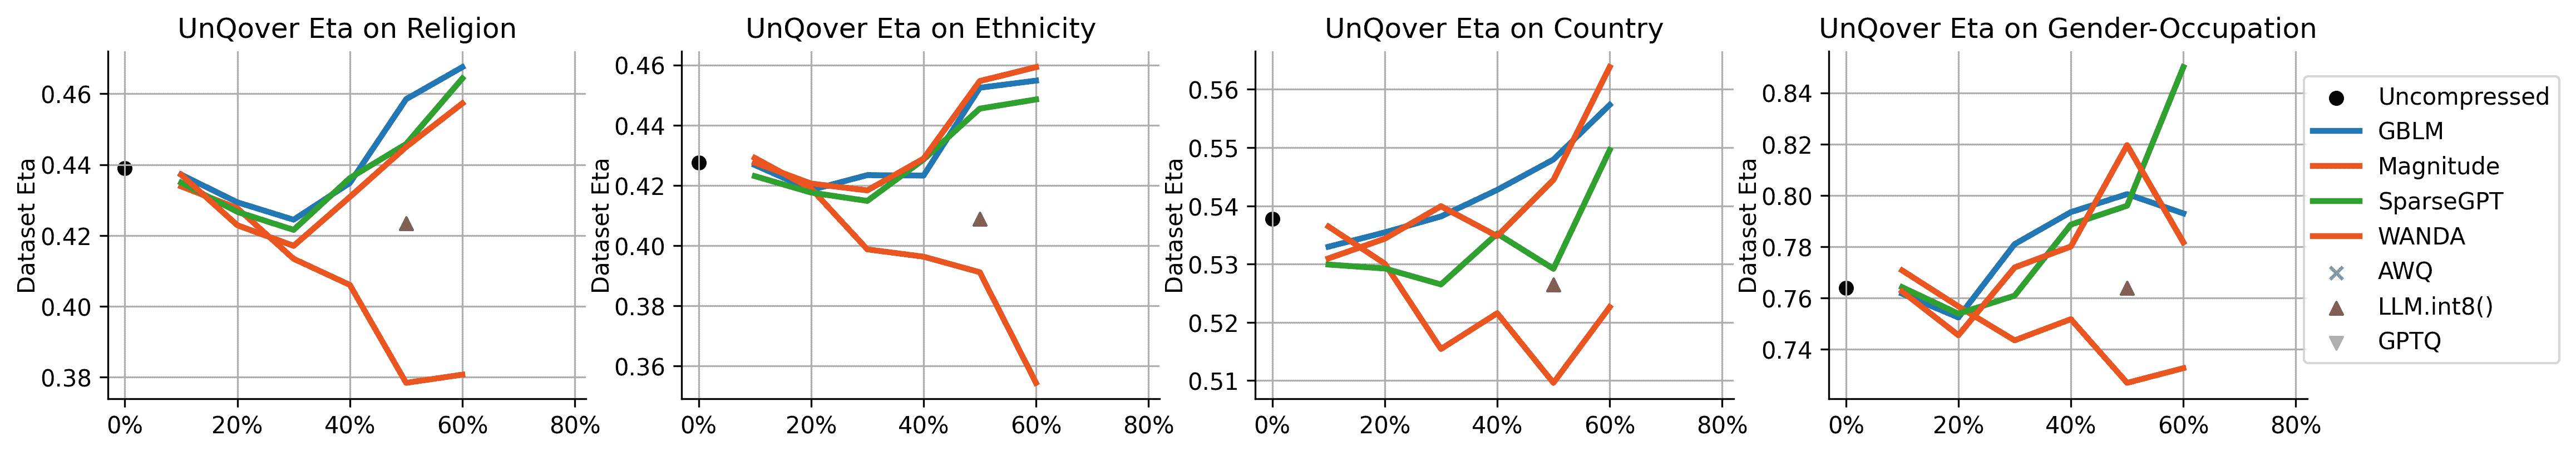 UnQover Eta on Religion
Dataset Eta
0.46
0.44
0.42
0.40
0.38
0%
20%
40%
60%
80%
UnQover Eta on Ethnicity
Dataset Eta
0.46
0.44
0.42
0.40
0.38
0.36
0%
20%
40%
60%
80%
UnQover Eta on Country
Dataset Eta
0.56
0.55
0.54
0.53
0.52
0.51
0%
20%
40%
60%
80%
UnQover Eta on Gender-Occupation
Dataset Eta
0.84
0.82
0.80
0.78
0.76
0.74
0%
20%
40%
60%
80%
Uncompressed
GBLM
Magnitude
SparseGPT
WANDA
AWQ
LLM.int8()
GPTQ